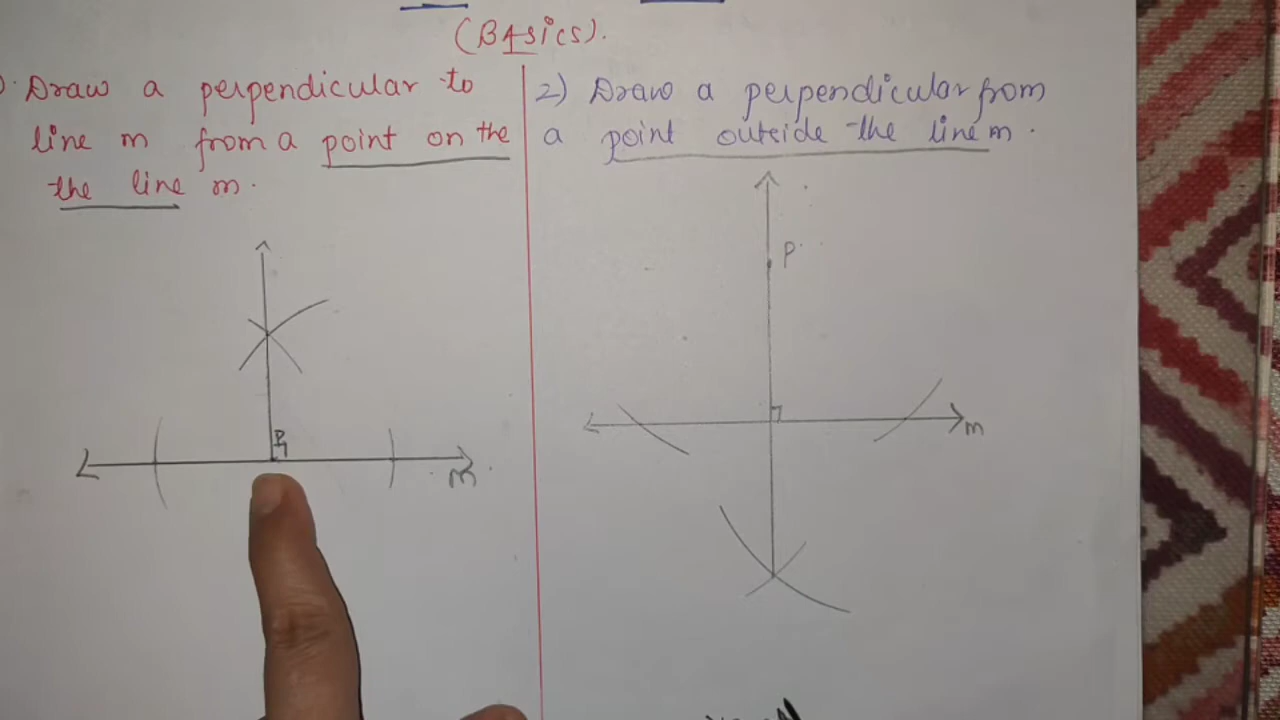 (BAsics).
Draw a perpendicular to
line m from a point on the
the line m.
2) Draw a perpendicular from
a point outside the line m.
P
m
P
m